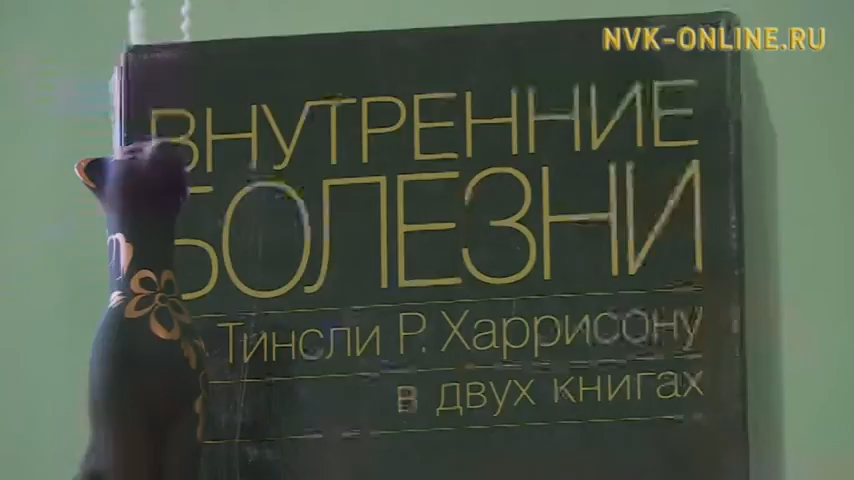 NVK-ONLINE.RU
ВНУТРЕННИЕ
БОЛЕЗНИ
Тинсли Р. Харрисону
в двух книгах